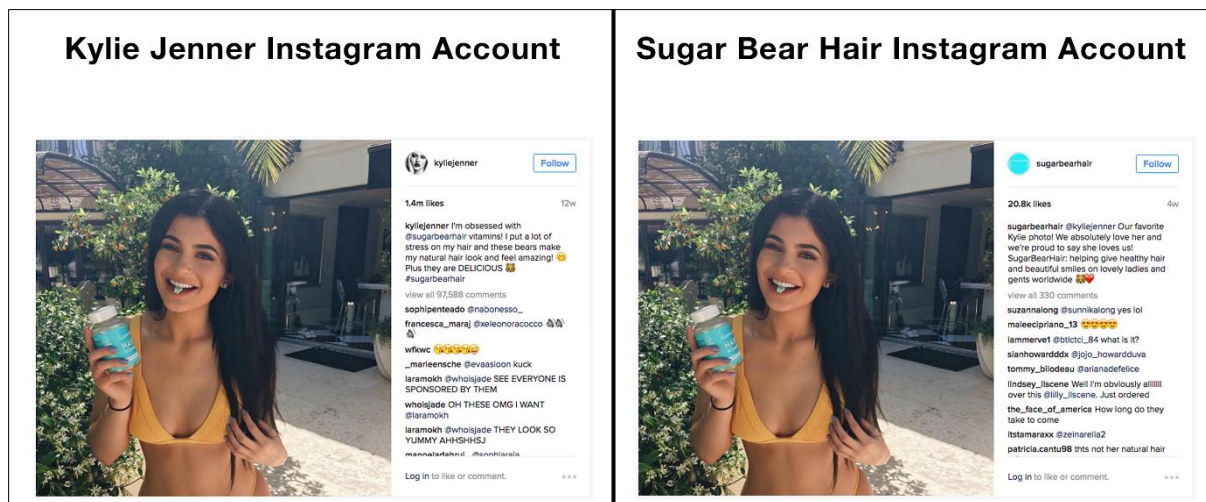 Kylie Jenner Instagram Account
kyliejenner
Follow
1.4m likes
12w
kyliejenner I'm obsessed with
@sugarbearhair vitamins! I put a lot of
stress on my hair and these bears make
my natural hair look and feel amazing! 😋
Plus they are DELICIOUS 🐻
#sugarbearhair
view all 97,588 comments
sophipenteado @nabonesso_
francesca_maraj @xeleonoracocco
wfkwc 😘😘😘😘😘
_marleensche @evaasioon kuck
laramokh @whoisjade SEE EVERYONE IS
SPONSORED BY THEM
whoisjade OH THESE OMG I WANT
@laramokh
laramokh @whoisjade THEY LOOK SO
YUMMY AHHSHHSJ
Log in to like or comment.
HAIR
Sugar Bear Hair Instagram Account
sugarbearhair
Follow
20.8k likes
4w
sugarbearhair @kyliejenner Our favorite
Kylie photo! We absolutely love her and
we're proud to say she loves us!
SugarBearHair: helping give healthy hair
and beautiful smiles on lovely ladies and
gents worldwide 🐻❤️
view all 330 comments
suzannalong @sunnikalong yes lol
maleecipriano_13 😍😍😍😍
lammerve1 @btlctci_84 what is it?
sianhowardddx @jojo_howardduva
tommy_bilodeau @arianadefelice
lindsey_llscene Well I'm obviously alllllll
over this @lilly_llscene. Just ordered
the_face_of_america How long do they
take to come
itstamaraxx @zeinarella2
patricia.cantu98 thts not her natural hair
Log in to like or comment.
HAIR